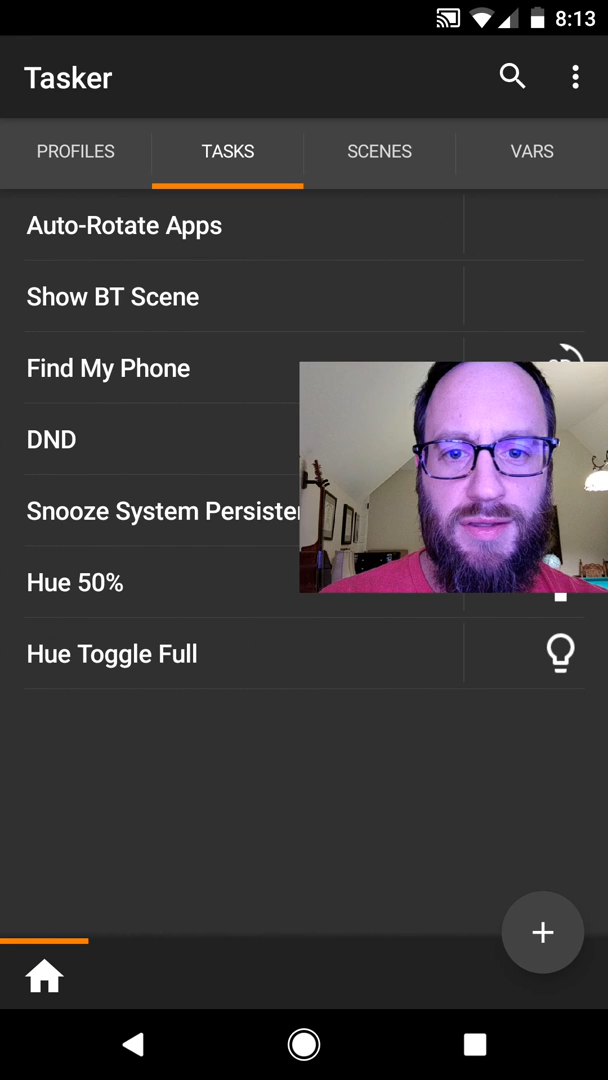 8:13
Tasker
PROFILES TASKS SCENES VARS
Auto-Rotate Apps
Show BT Scene
Find My Phone
DND
Snooze System
Hue 50%
Hue Toggle Full